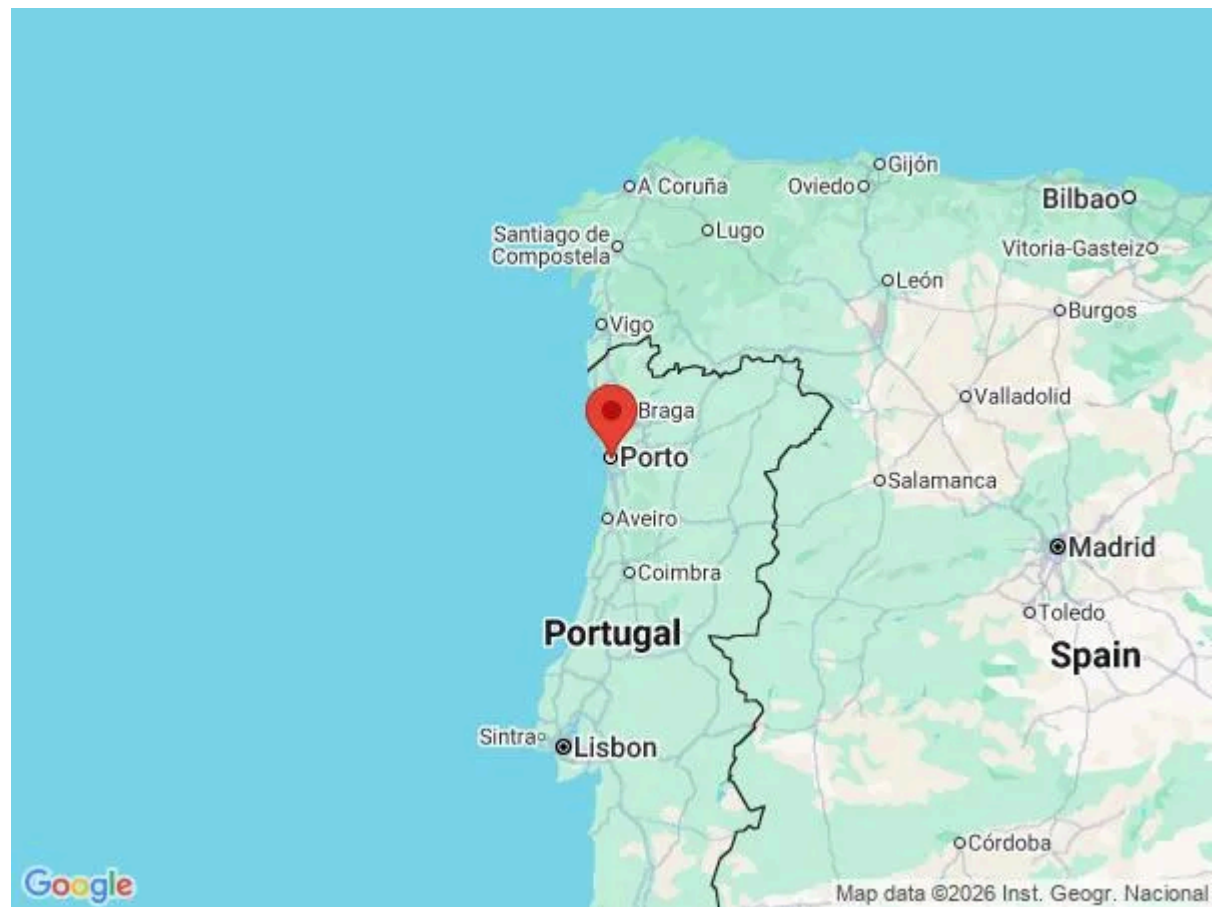 Gijón
A Coruña
Oviedo
Bilbao
Lugo
Santiago de
Compostela
Vitoria-Gasteiz
León
Burgos
Vigo
Valladolid
Braga
Porto
Salamanca
Aveiro
Madrid
Coimbra
Toledo
Portugal
Spain
Sintra
Lisbon
Córdoba
Google
Map data ©2026 Inst. Geogr. Nacional